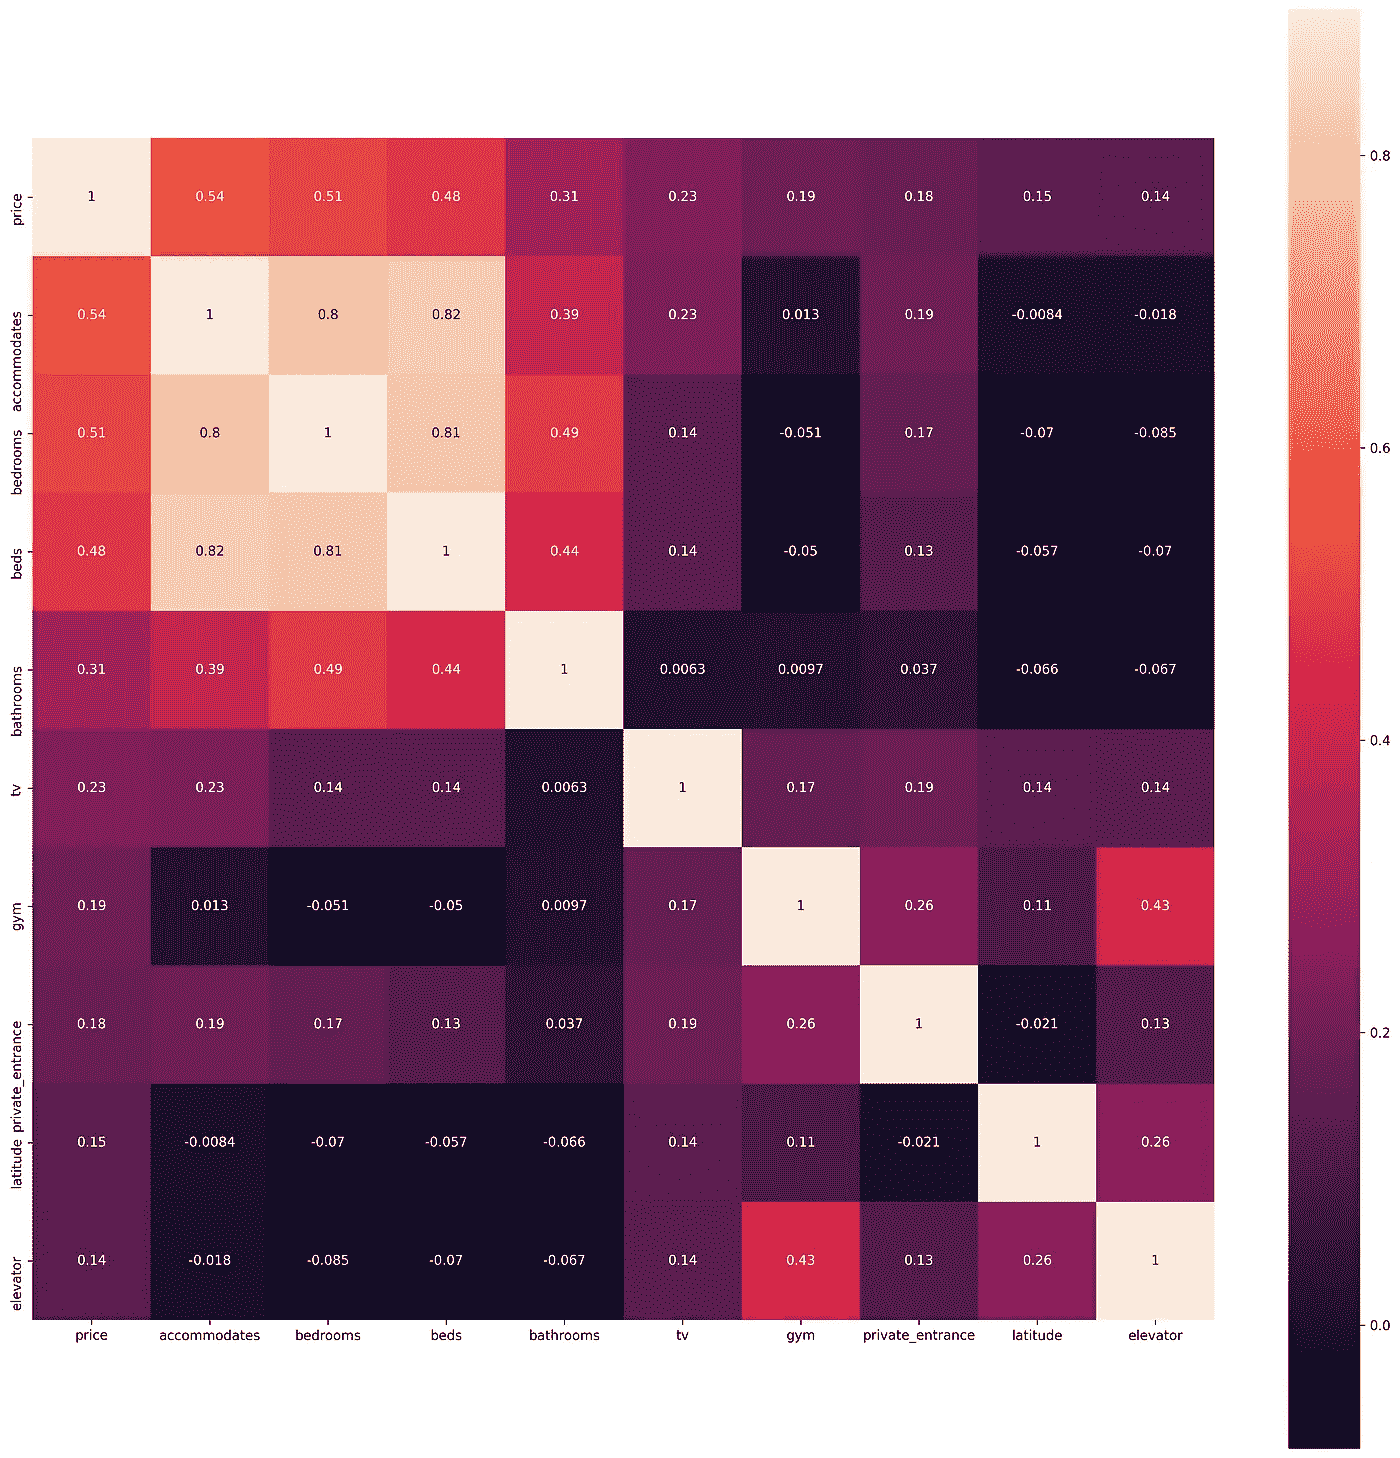 price 1 0.54 0.51 0.48 0.31 0.23 0.19 0.18 0.15 0.14
accommodates 0.54 1 0.8 0.82 0.39 0.23 0.013 0.19 -0.0084 -0.018
bedrooms 0.51 0.8 1 0.81 0.49 0.14 -0.051 0.17 -0.07 -0.085
beds 0.48 0.82 0.81 1 0.44 0.14 -0.05 0.13 -0.057 -0.07
bathrooms 0.31 0.39 0.49 0.44 1 0.0063 0.0097 0.037 -0.066 -0.067
tv 0.23 0.23 0.14 0.14 0.0063 1 0.17 0.19 0.14 0.14
gym 0.19 0.013 -0.051 -0.05 0.0097 0.17 1 0.26 0.11 0.43
private_entrance 0.18 0.19 0.17 0.13 0.037 0.19 0.26 1 -0.021 0.13
latitude 0.15 -0.0084 -0.07 -0.057 -0.066 0.14 0.11 -0.021 1 0.26
elevator 0.14 -0.018 -0.085 -0.07 -0.067 0.14 0.43 0.13 0.26 1
price accommodates bedrooms beds bathrooms tv gym private_entrance latitude elevator
0.8
0.6
0.4
0.2
0.0